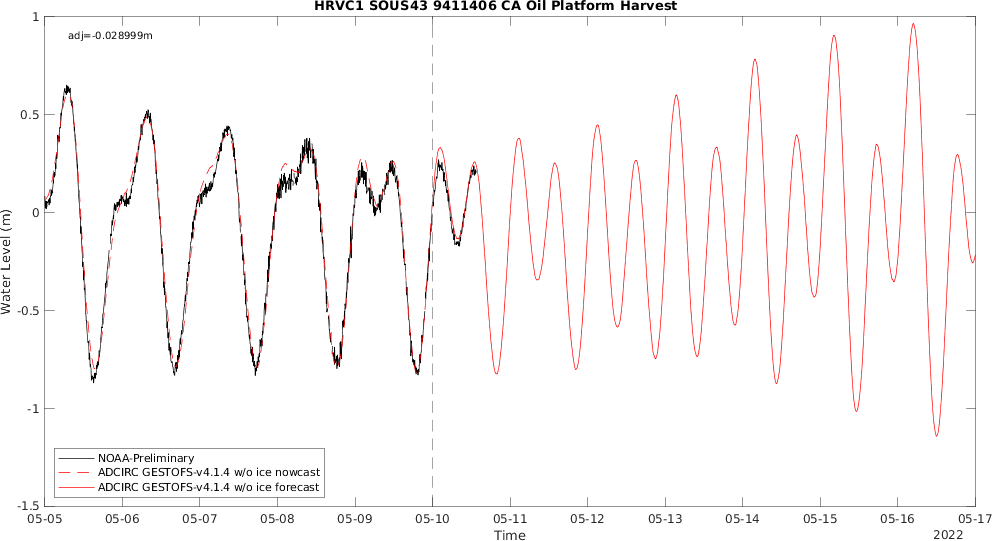 HRVC1 SOUS43 9411406 CA Oil Platform Harvest
adj=-0.028999m
1
0.5
0
-0.5
-1
-1.5
Water Level (m)
NOAA-Preliminary
ADCIRC GESTOFS-v4.1.4 w/o ice nowcast
ADCIRC GESTOFS-v4.1.4 w/o ice forecast
05-05 05-06 05-07 05-08 05-09 05-10 05-11 05-12 05-13 05-14 05-15 05-16 05-17
Time
2022